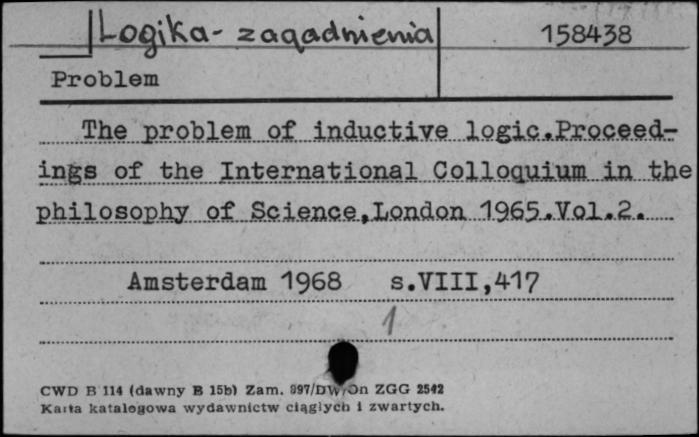 Logika - zagadnienia 158438
Problem
The problem of inductive logic.Proceed-
ings of the International Colloquium in the
philosophy of Science,London 1965.Vol.2.
Amsterdam 1968 s.VIII,417
1
CWD B 114 (dawny B 15b) Zam. 997/DW/On ZGG 2542
Karta katalogowa wydawnictw ciągłych i zwartych.